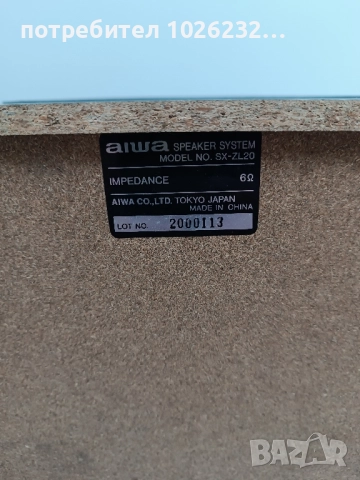 потребител 1026232...
aiwa SPEAKER SYSTEM
MODEL NO. SX-ZL20
IMPEDANCE 6Ω
AIWA CO.,LTD. TOKYO JAPAN
MADE IN CHINA
LOT NO. 2000113
BAZAR